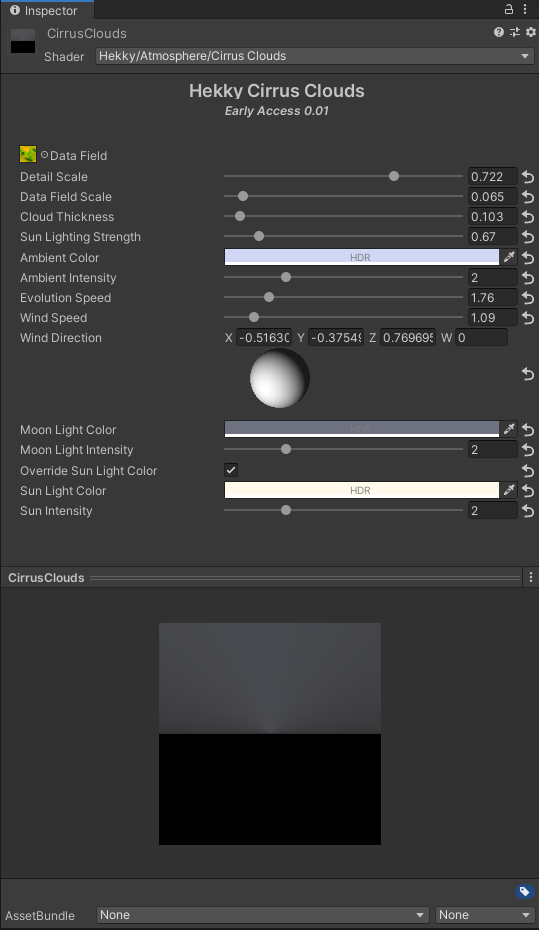 Inspector
CirrusClouds
Shader Hekky/Atmosphere/Cirrus Clouds
Hekky Cirrus Clouds
Early Access 0.01
Data Field
Detail Scale 0.722
Data Field Scale 0.065
Cloud Thickness 0.103
Sun Lighting Strength 0.67
Ambient Color HDR
Ambient Intensity 2
Evolution Speed 1.76
Wind Speed 1.09
Wind Direction X -0.5163 Y -0.3754 Z 0.769695 W 0
Moon Light Color HDR
Moon Light Intensity 2
Override Sun Light Color
Sun Light Color HDR
Sun Intensity 2
CirrusClouds
AssetBundle None None